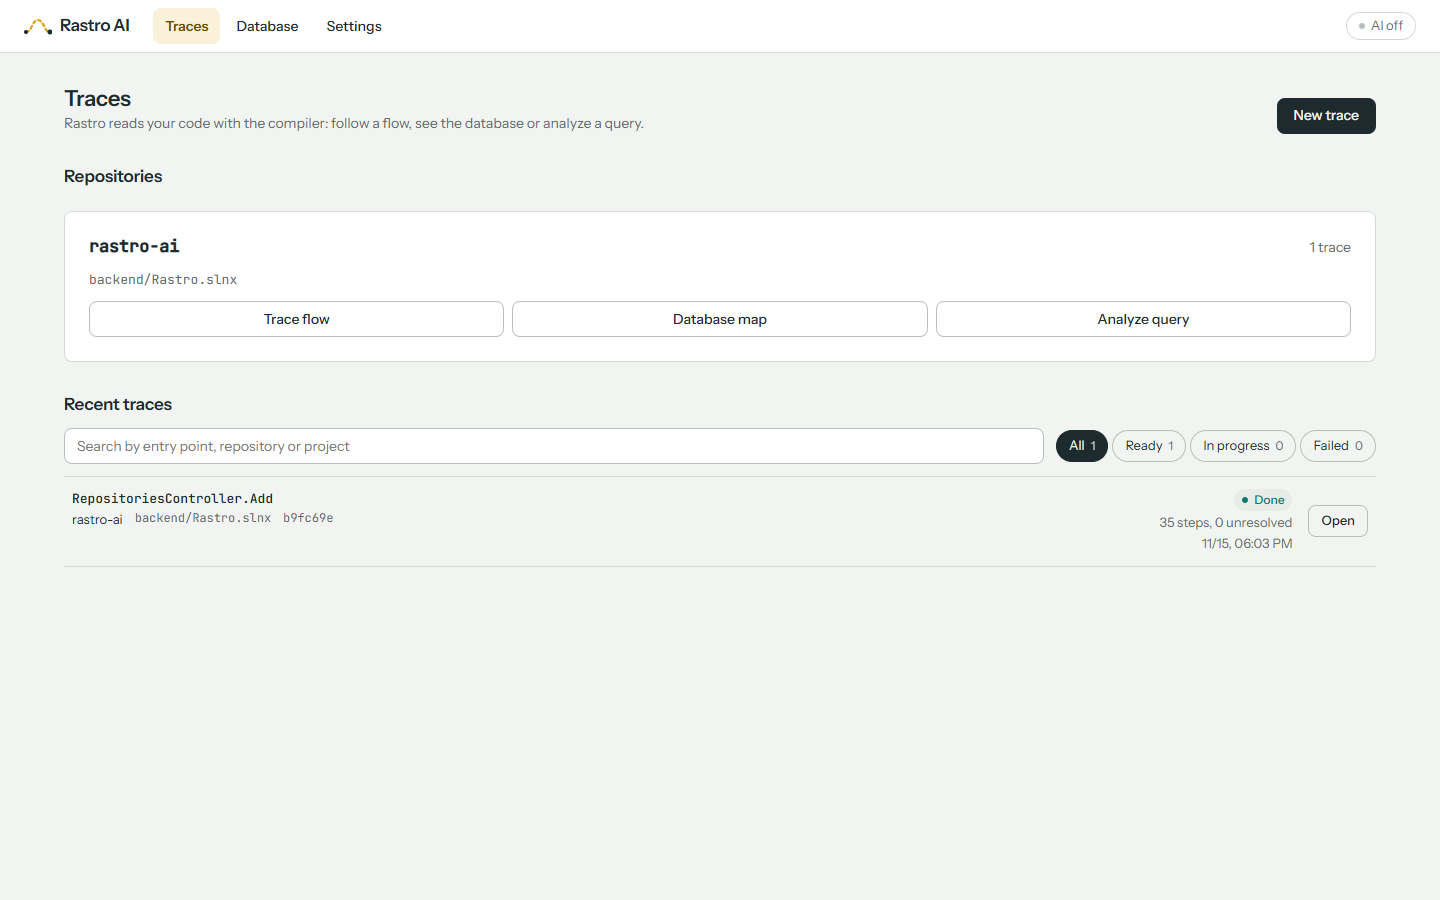 Rastro AI Traces Database Settings AI off
Traces
Rastro reads your code with the compiler: follow a flow, see the database or analyze a query.
New trace
Repositories
rastro-ai 1 trace
backend/Rastro.slnx
Trace flow Database map Analyze query
Recent traces
Search by entry point, repository or project All 1 Ready 1 In progress 0 Failed 0
RepositoriesController.Add Done
rastro-ai backend/Rastro.slnx b9fc69e 35 steps, 0 unresolved Open
11/15, 06:03 PM